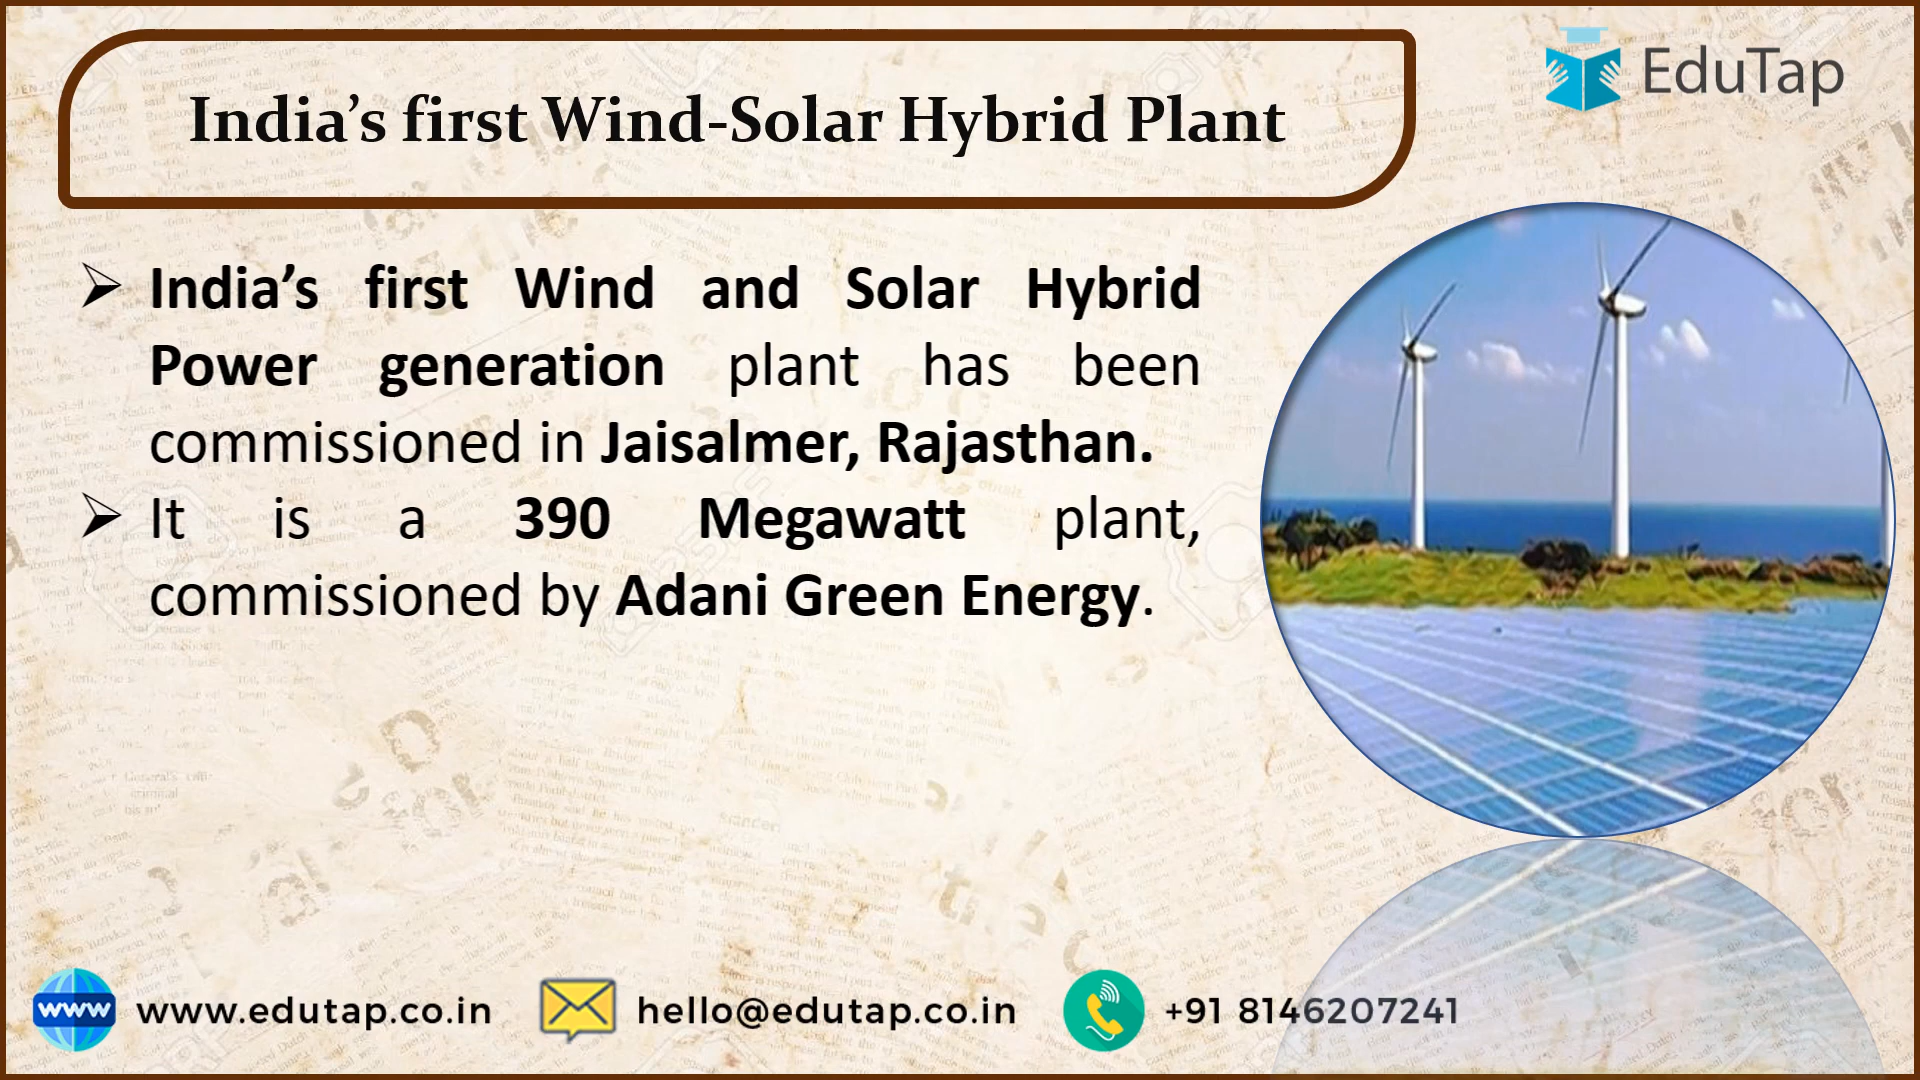 India’s first Wind-Solar Hybrid Plant
EduTap
➢ India’s first Wind and Solar Hybrid
Power generation plant has been
commissioned in Jaisalmer, Rajasthan.
➢ It is a 390 Megawatt plant,
commissioned by Adani Green Energy.
www www.edutap.co.in hello@edutap.co.in +91 8146207241